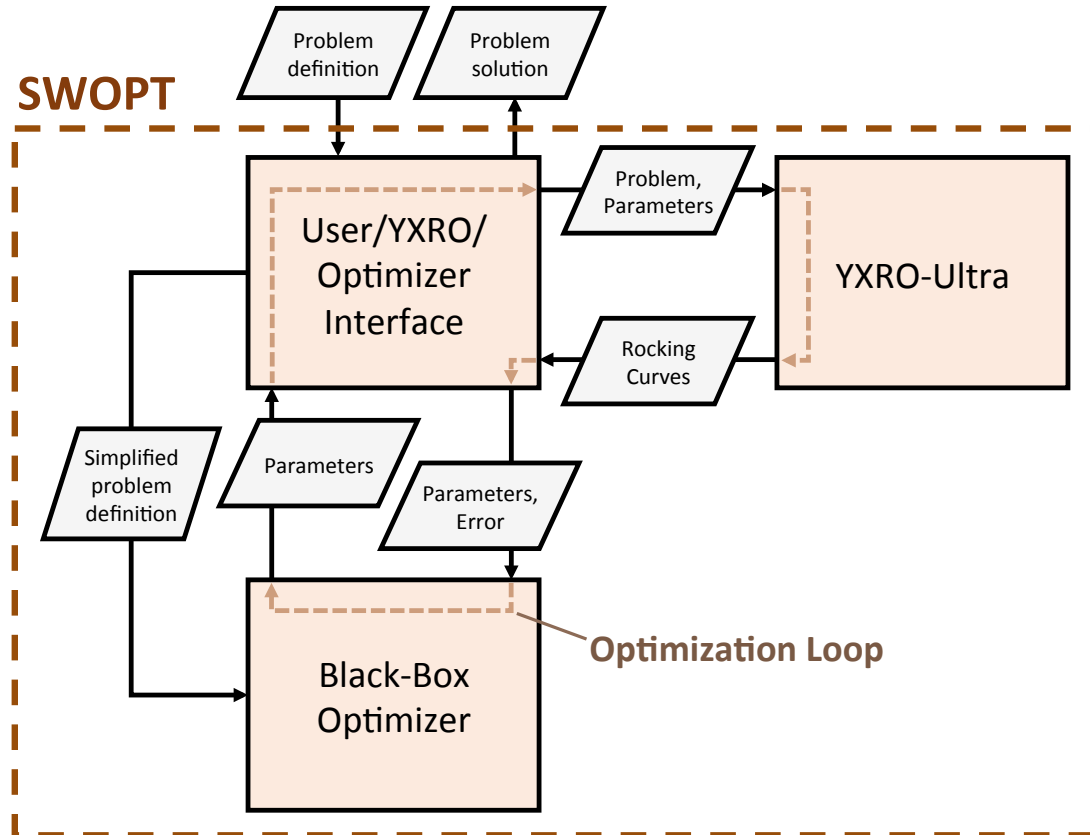 Problem
definition
Problem
solution
SWOPT
User/YXRO/
Optimizer
Interface
Problem,
Parameters
YXRO-Ultra
Rocking
Curves
Simplified
problem
definition
Parameters
Parameters,
Error
Optimization Loop
Black-Box
Optimizer